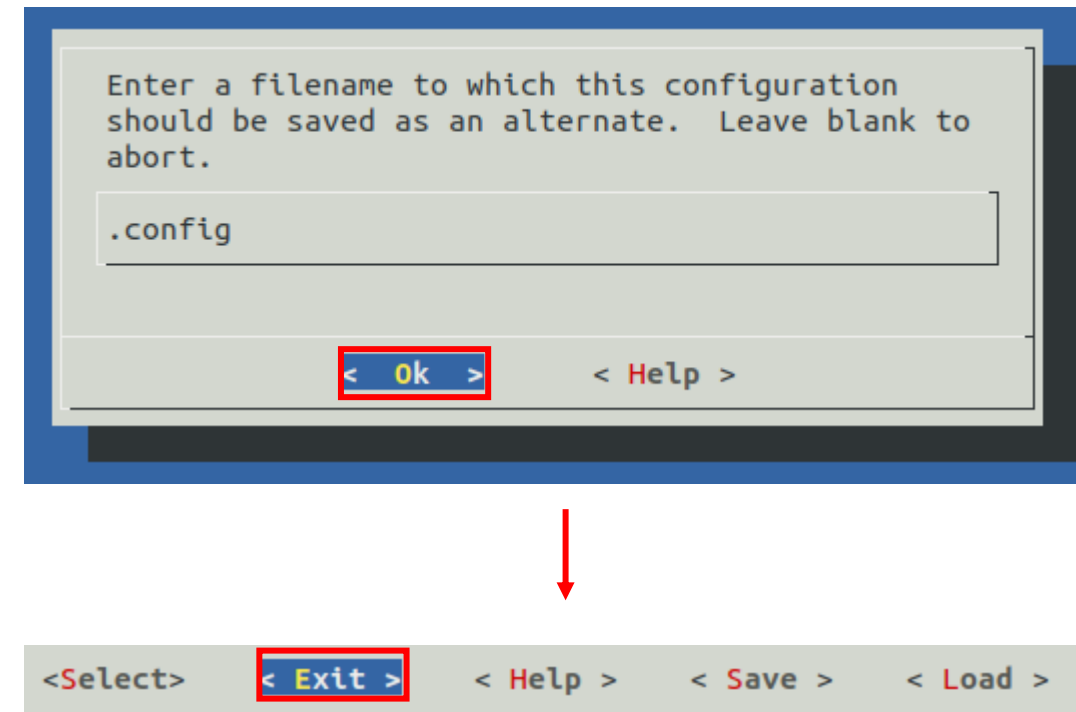 Enter a filename to which this configuration
should be saved as an alternate.  Leave blank to
abort.
.config
<  Ok  >        < Help >
<Select>    < Exit >    < Help >    < Save >    < Load >